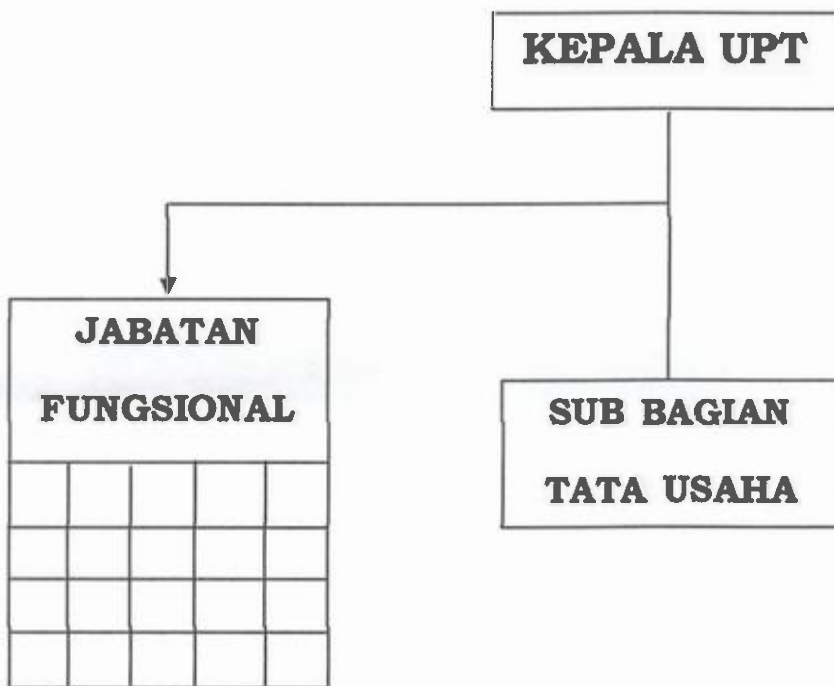 KEPALA UPT
JABATAN
FUNGSIONAL
SUB BAGIAN
TATA USAHA